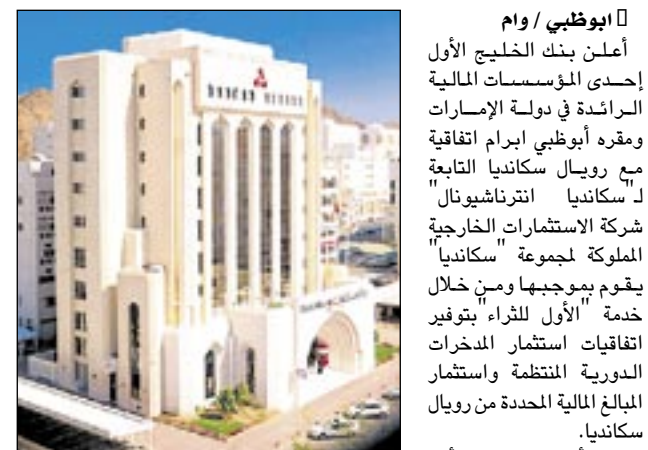 ابوظبي / وام
أعلن بنك الخليج الأول
إحدى المؤسسات المالية
الرائدة في دولة الإمارات
ومقره أبوظبي ابرام اتفاقية
مع رويال سكانديا التابعة
لـ"سكانديا انترناشيونال"
شركة الاستثمارات الخارجية
المملوكة لمجموعة "سكانديا"
يقوم بموجبها ومن خلال
خدمة "الأول للثراء"بتوفير
اتفاقيات استثمار المدخرات
الدورية المنتظمة واستثمار
المبالغ المالية المحددة من رويال
سكانديا.